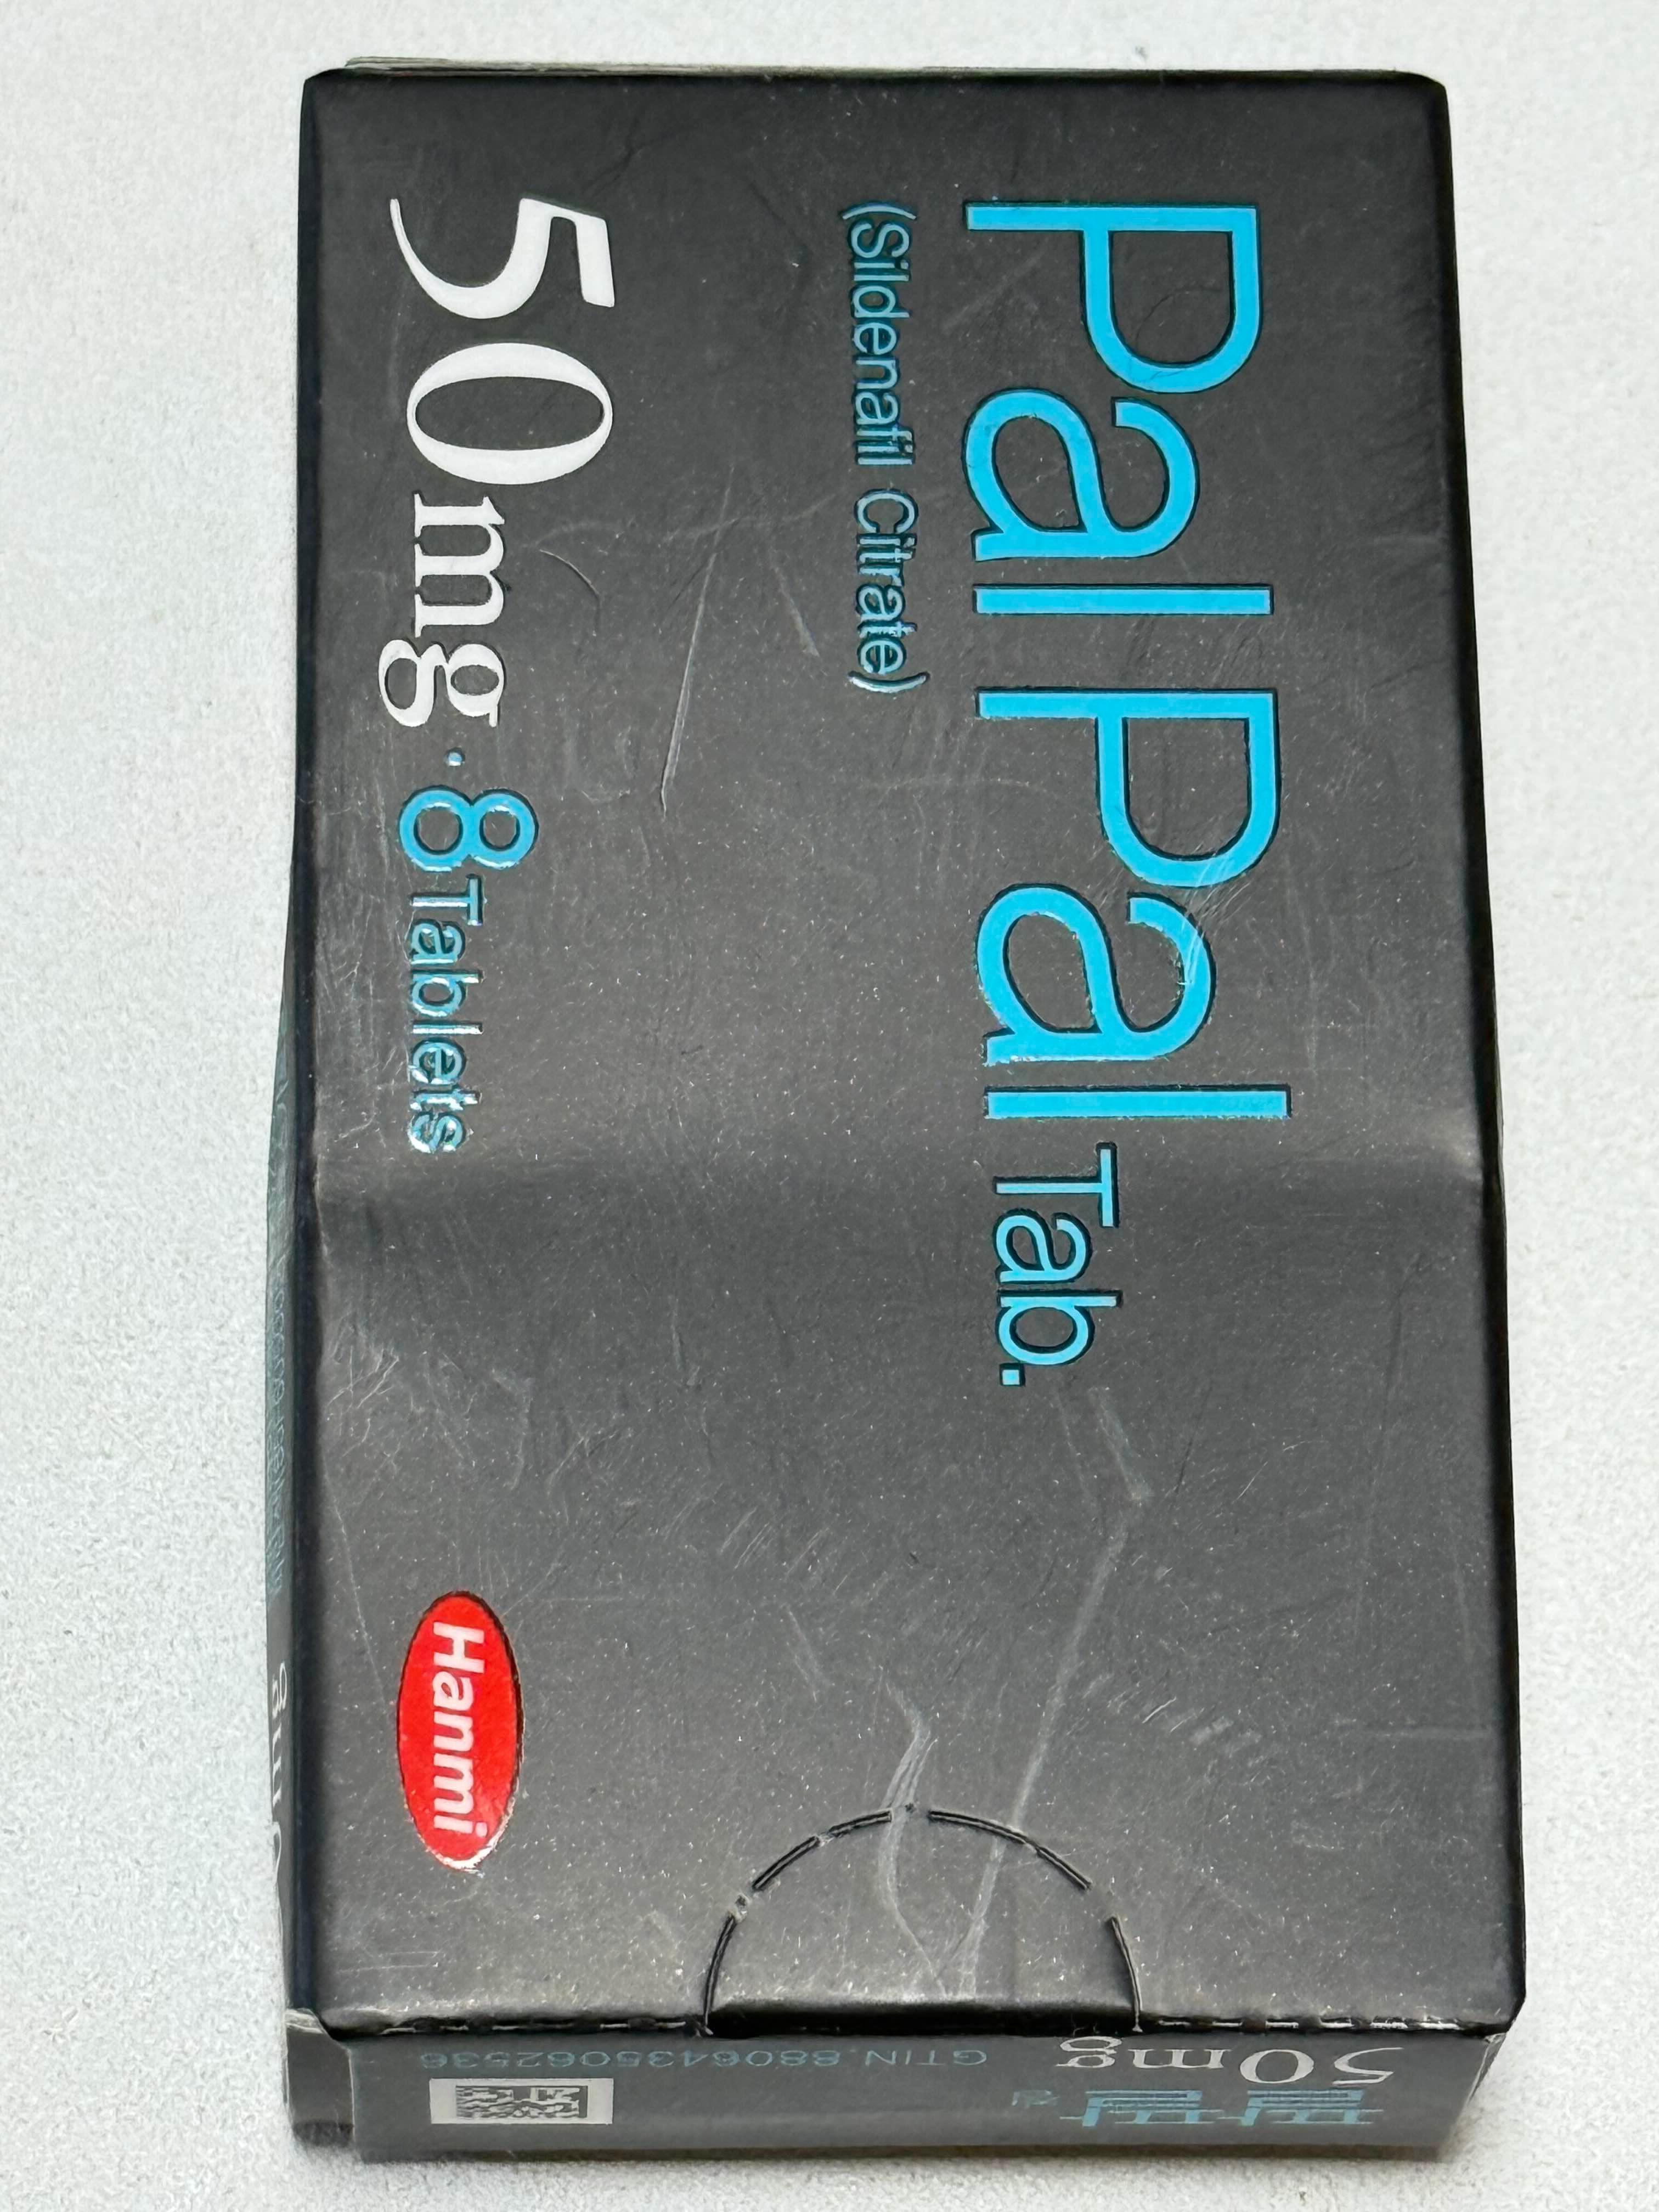 PalPal Tab.
(Sildenafil Citrate)
50mg · 8 Tablets
Hanmi
50mg
팔팔정
GTIN.8806435062536